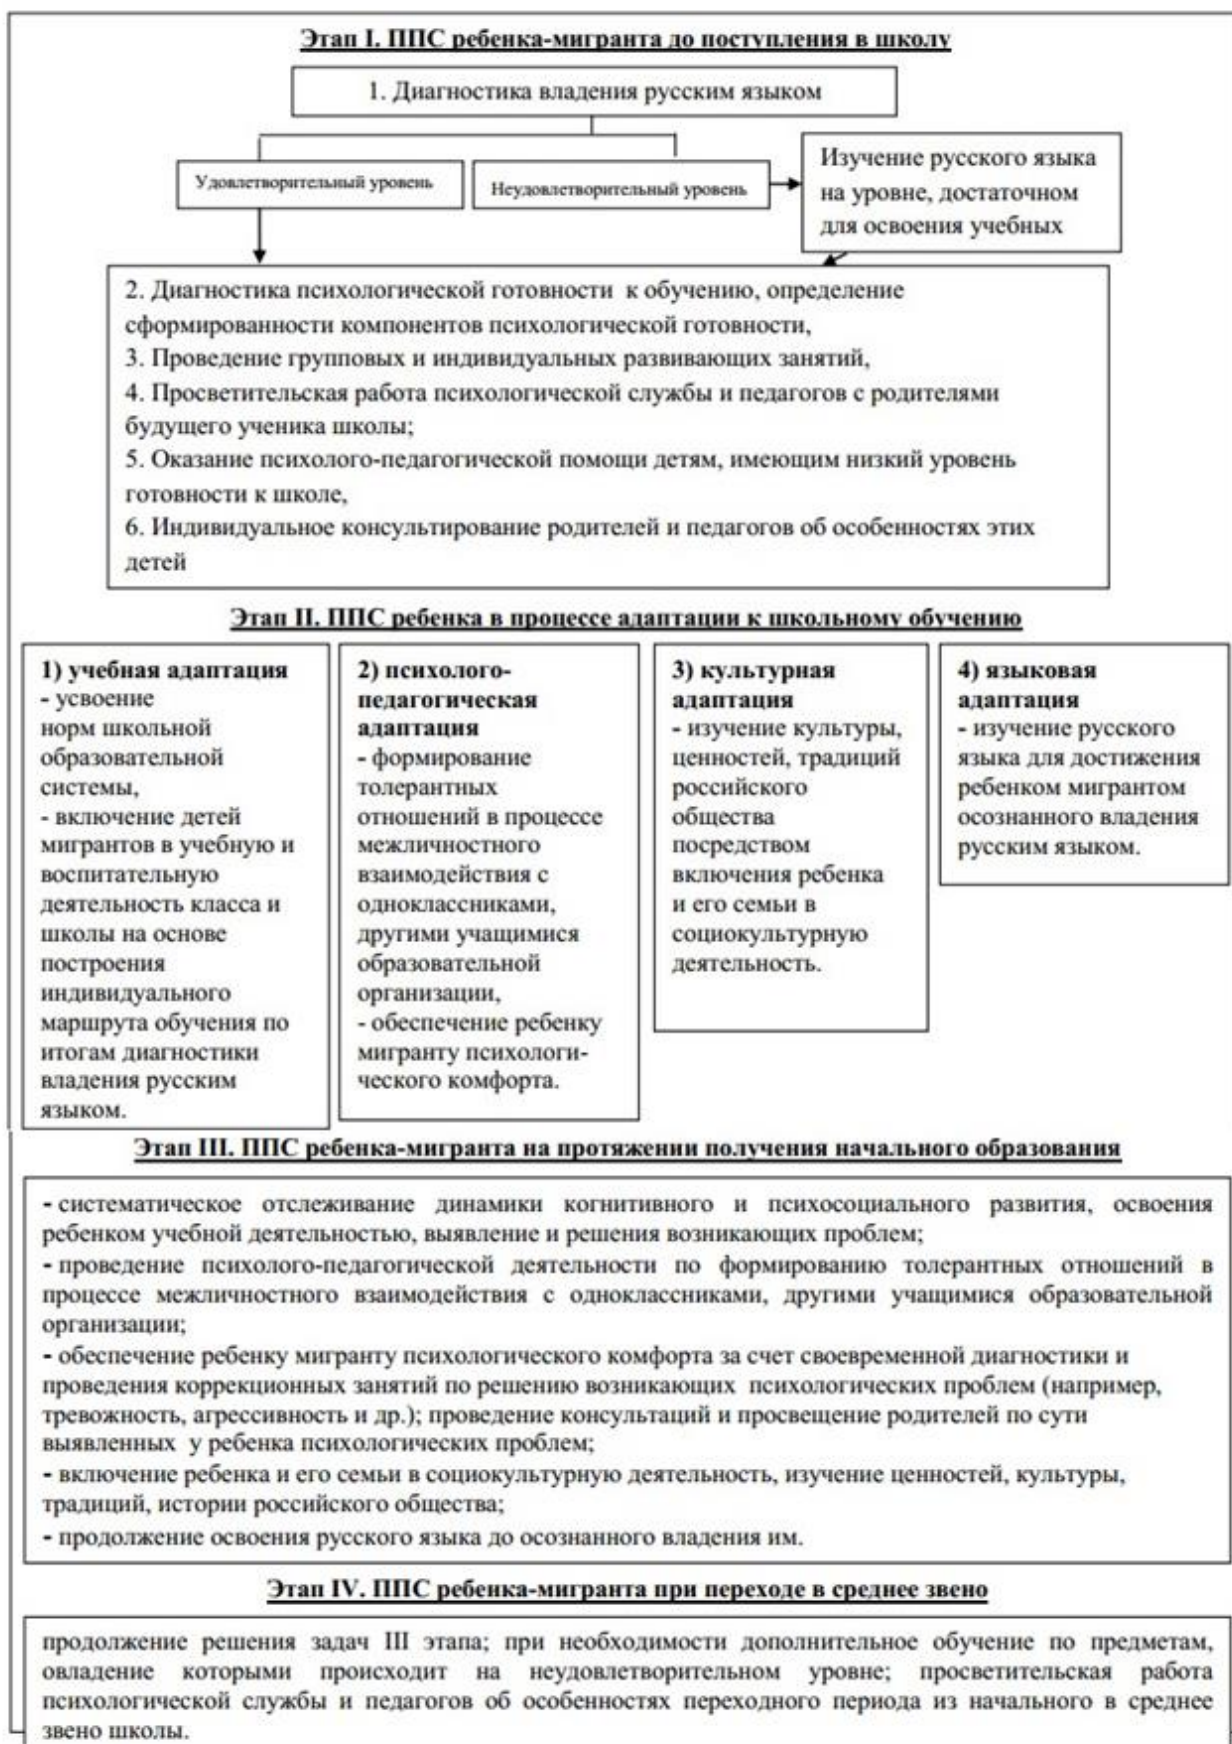 Этап I. ППС ребенка-мигранта до поступления в школу
1. Диагностика владения русским языком
Удовлетворительный уровень
Неудовлетворительный уровень
Изучение русского языка
на уровне, достаточном
для освоения учебных
2. Диагностика психологической готовности к обучению, определение
сформированности компонентов психологической готовности,
3. Проведение групповых и индивидуальных развивающих занятий,
4. Просветительская работа психологической службы и педагогов с родителями
будущего ученика школы;
5. Оказание психолого-педагогической помощи детям, имеющим низкий уровень
готовности к школе,
6. Индивидуальное консультирование родителей и педагогов об особенностях этих
детей
Этап II. ППС ребенка в процессе адаптации к школьному обучению
1) учебная адаптация
- усвоение
норм школьной
образовательной
системы,
- включение детей
мигрантов в учебную и
воспитательную
деятельность класса и
школы на основе
построения
индивидуального
маршрута обучения по
итогам диагностики
владения русским
языком.
2) психолого-
педагогическая
адаптация
- формирование
толерантных
отношений в процессе
межличностного
взаимодействия с
одноклассниками,
другими учащимися
образовательной
организации,
- обеспечение ребенку
мигранту психологи-
ческого комфорта.
3) культурная
адаптация
- изучение культуры,
ценностей, традиций
российского
общества
посредством
включения ребенка
и его семьи в
социокультурную
деятельность.
4) языковая
адаптация
- изучение русского
языка для достижения
ребенком мигрантом
осознанного владения
русским языком.
Этап III. ППС ребенка-мигранта на протяжении получения начального образования
- систематическое отслеживание динамики когнитивного и психосоциального развития, освоения
ребенком учебной деятельностью, выявление и решения возникающих проблем;
- проведение психолого-педагогической деятельности по формированию толерантных отношений в
процессе межличностного взаимодействия с одноклассниками, другими учащимися образовательной
организации;
- обеспечение ребенку мигранту психологического комфорта за счет своевременной диагностики и
проведения коррекционных занятий по решению возникающих психологических проблем (например,
тревожность, агрессивность и др.); проведение консультаций и просвещение родителей по сути
выявленных у ребенка психологических проблем;
- включение ребенка и его семьи в социокультурную деятельность, изучение ценностей, культуры,
традиций, истории российского общества;
- продолжение освоения русского языка до осознанного владения им.
Этап IV. ППС ребенка-мигранта при переходе в среднее звено
продолжение решения задач III этапа; при необходимости дополнительное обучение по предметам,
овладение которыми происходит на неудовлетворительном уровне; просветительская работа
психологической службы и педагогов об особенностях переходного периода из начального в среднее
звено школы.